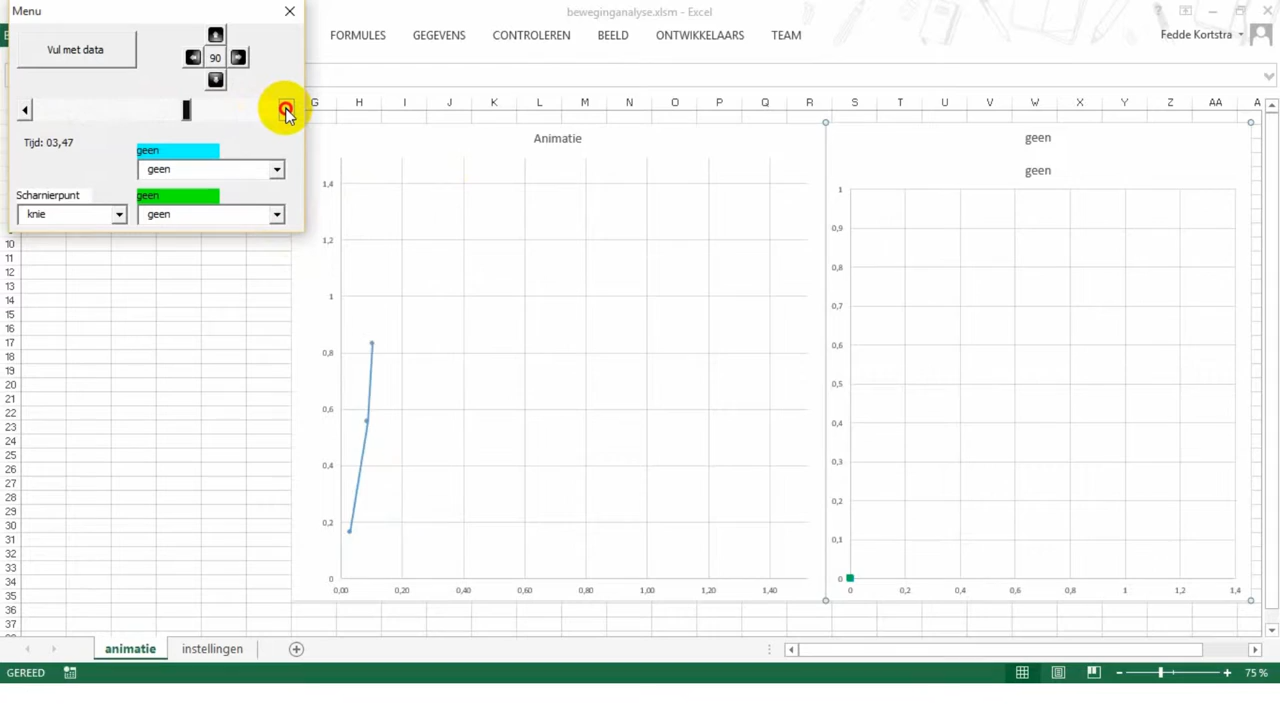 Menu
beweginganalyse.xlsm - Excel
Vul met data
90
FORMULES GEGEVENS CONTROLEREN BEELD ONTWIKKELAARS TEAM
Fedde Kortstra
Tijd: 03,47
geen
geen
Scharnierpunt
geen
knie
geen
G H I J K L M N O P Q R S T U V W X Y Z AA A
10
11
12
13
14
15
16
17
18
19
20
21
22
23
24
25
26
27
28
29
30
31
32
33
34
35
36
37
Animatie
1,4
1,2
1
0,8
0,6
0,4
0,2
0
0,00 0,20 0,40 0,60 0,80 1,00 1,20 1,40
geen
geen
1
0,9
0,8
0,7
0,6
0,5
0,4
0,3
0,2
0,1
0
0 0,2 0,4 0,6 0,8 1 1,2 1,4
animatie instellingen
GEREED
75 %